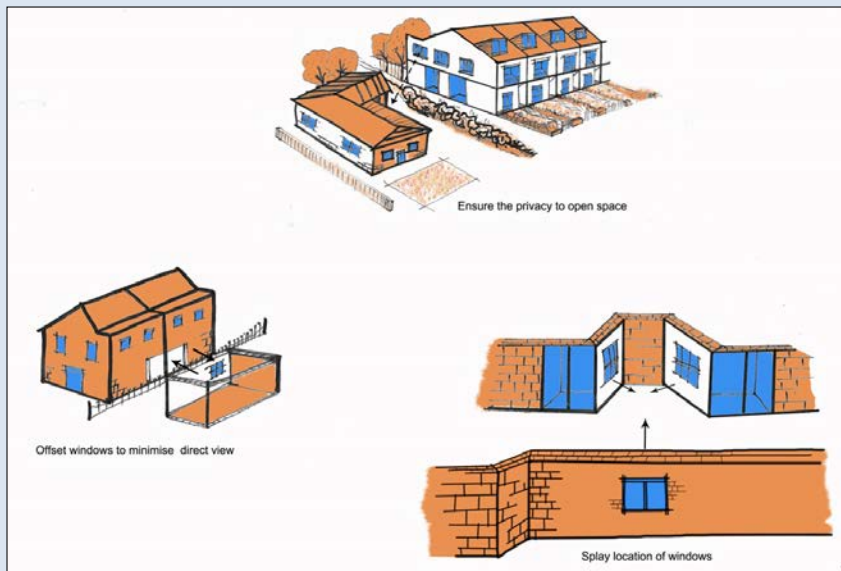 Ensure the privacy to open space
Offset windows to minimise direct view
Splay location of windows